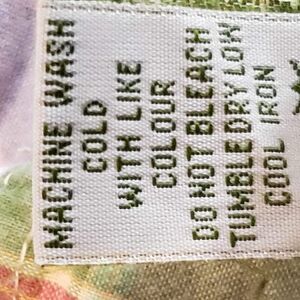 MACHINE WASH
COLD
WITH LIKE
COLOUR
DO NOT BLEACH
TUMBLE DRY LOW
COOL IRON